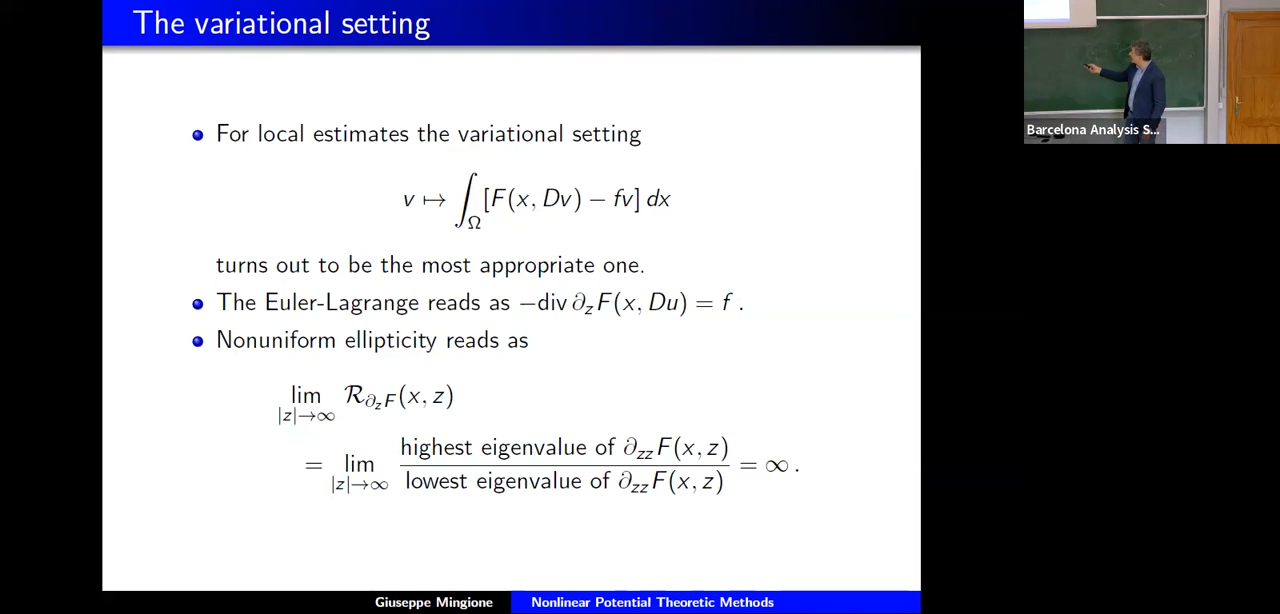 The variational setting
For local estimates the variational setting
v ↦ ∫_Ω [F(x, Dv) − fv] dx
turns out to be the most appropriate one.
The Euler-Lagrange reads as −div ∂_z F(x, Du) = f .
Nonuniform ellipticity reads as
lim_{|z|→∞} R_{∂_z F}(x, z)
= lim_{|z|→∞} highest eigenvalue of ∂_{zz} F(x, z) / lowest eigenvalue of ∂_{zz} F(x, z) = ∞ .
Giuseppe Mingione Nonlinear Potential Theoretic Methods
Barcelona Analysis S...